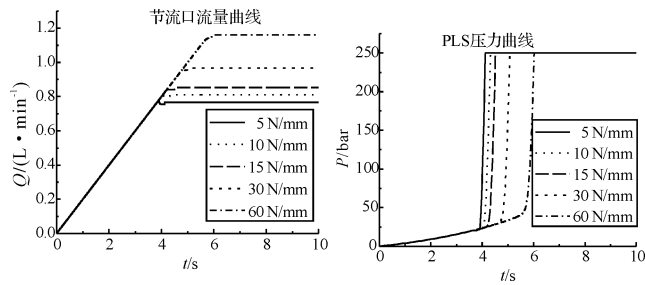 节流口流量曲线
Q/(L·min⁻¹)
1.2
1.0
0.8
0.6
0.4
0.2
0.0
5 N/mm
10 N/mm
15 N/mm
30 N/mm
60 N/mm
0 2 4 6 8 10
t/s
PLS压力曲线
P/bar
250
200
150
100
50
0
5 N/mm
10 N/mm
15 N/mm
30 N/mm
60 N/mm
0 2 4 6 8 10
t/s